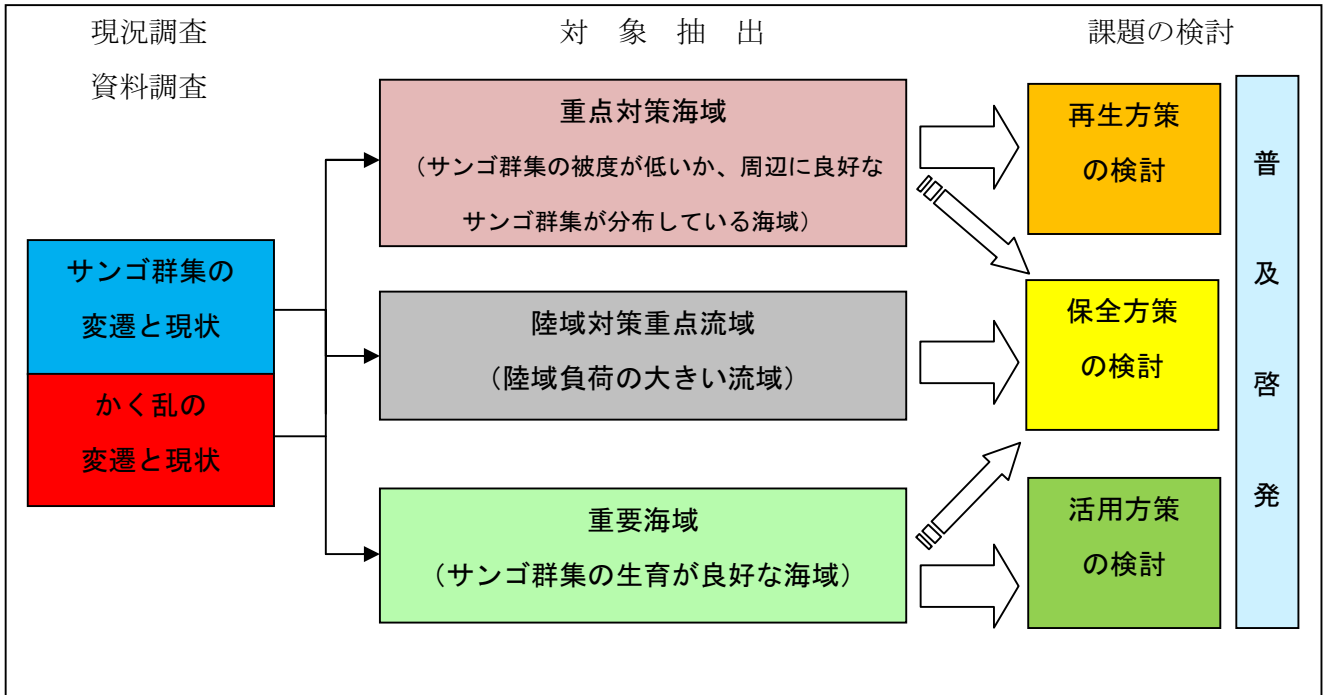 現況調査
資料調査
対象抽出
課題の検討
サンゴ群集の
変遷と現状
かく乱の
変遷と現状
重点対策海域
（サンゴ群集の被度が低いか、周辺に良好な
サンゴ群集が分布している海域）
陸域対策重点流域
（陸域負荷の大きい流域）
重要海域
（サンゴ群集の生育が良好な海域）
再生方策
の検討
保全方策
の検討
活用方策
の検討
普及啓発